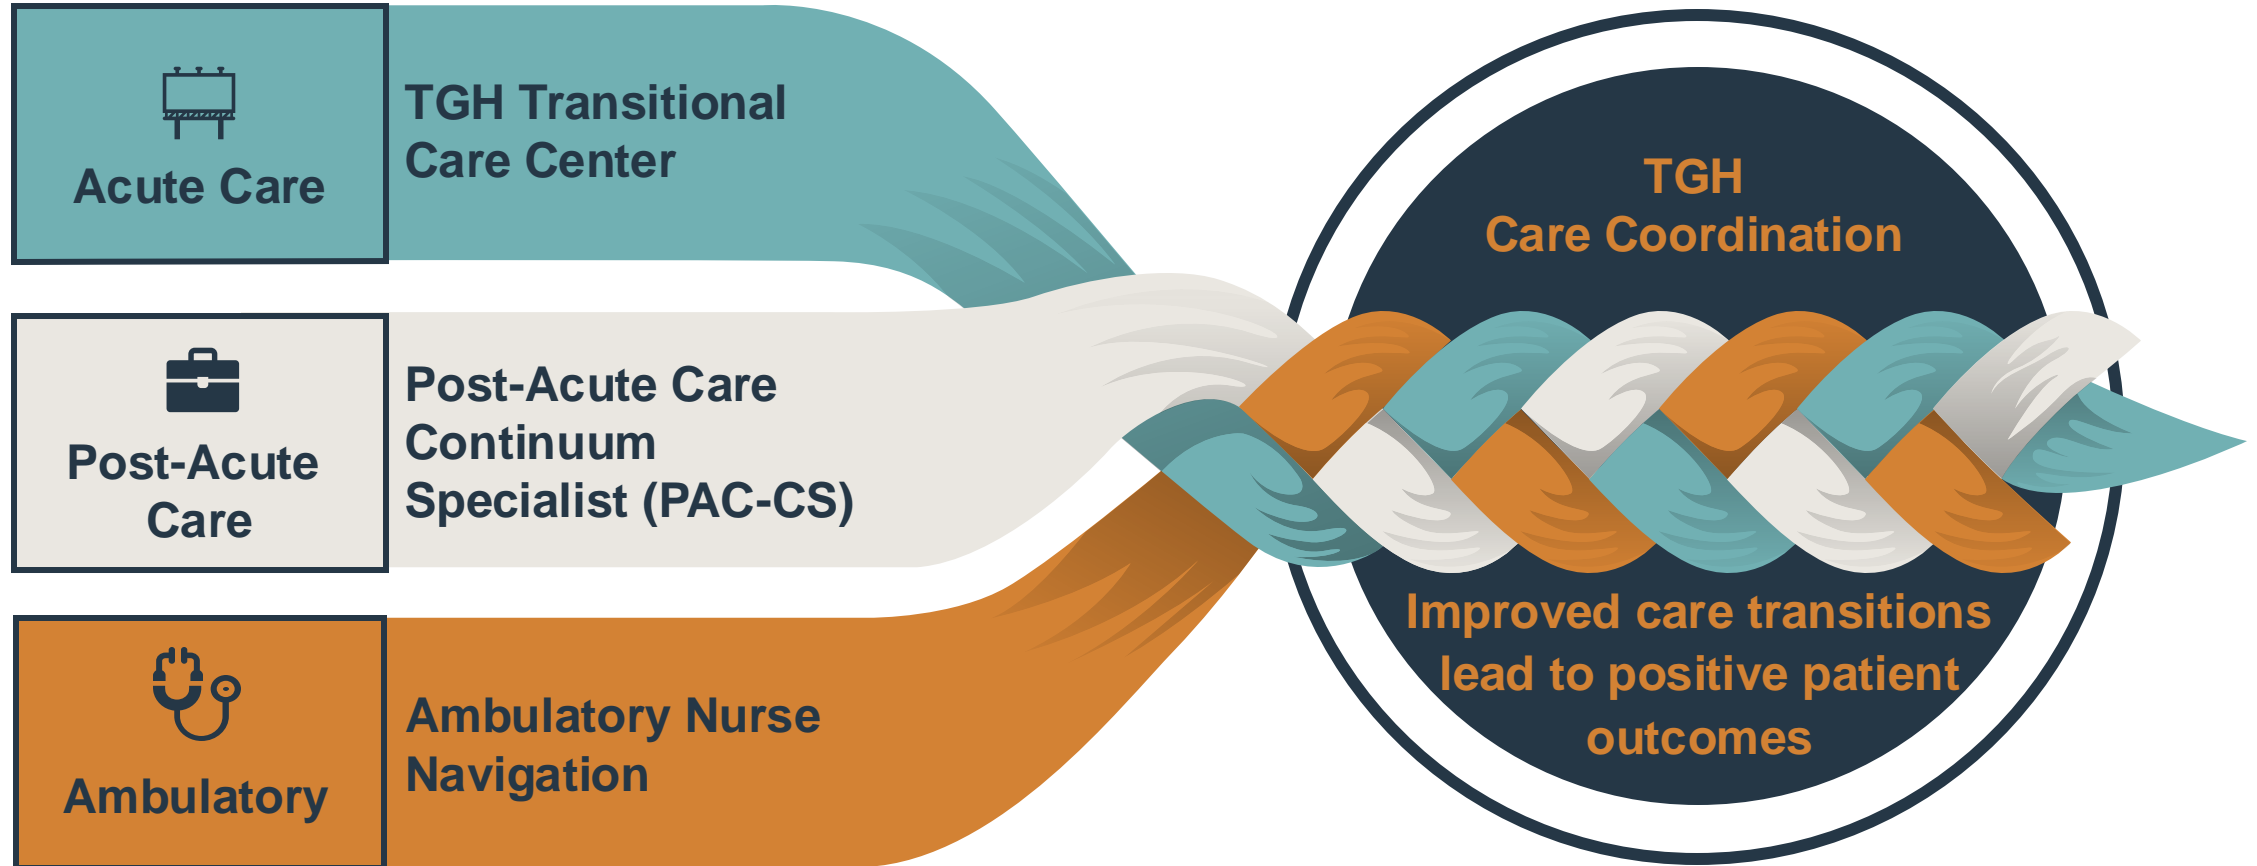 Acute Care
TGH Transitional
Care Center
Post-Acute
Care
Post-Acute Care
Continuum
Specialist (PAC-CS)
Ambulatory
Ambulatory Nurse
Navigation
TGH
Care Coordination
Improved care transitions
lead to positive patient
outcomes